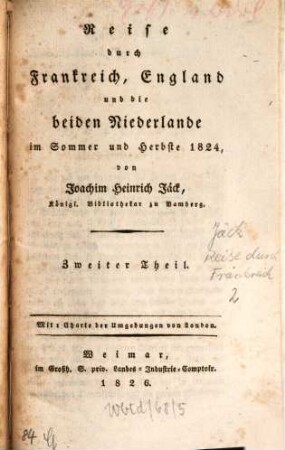 Reise
durch
Frankreich, England
und die
beiden Niederlande
im Sommer und Herbste 1824,
von
Joachim Heinrich Jäck,
Königl. Bibliothekar zu Bamberg.
Jäck
Reise durch
Frankreich
2
Zweiter Theil.
Mit 1 Charte der Umgebungen von London.
Weimar,
im Großh. S. priv. Landes-Industrie-Comptoir.
1826.